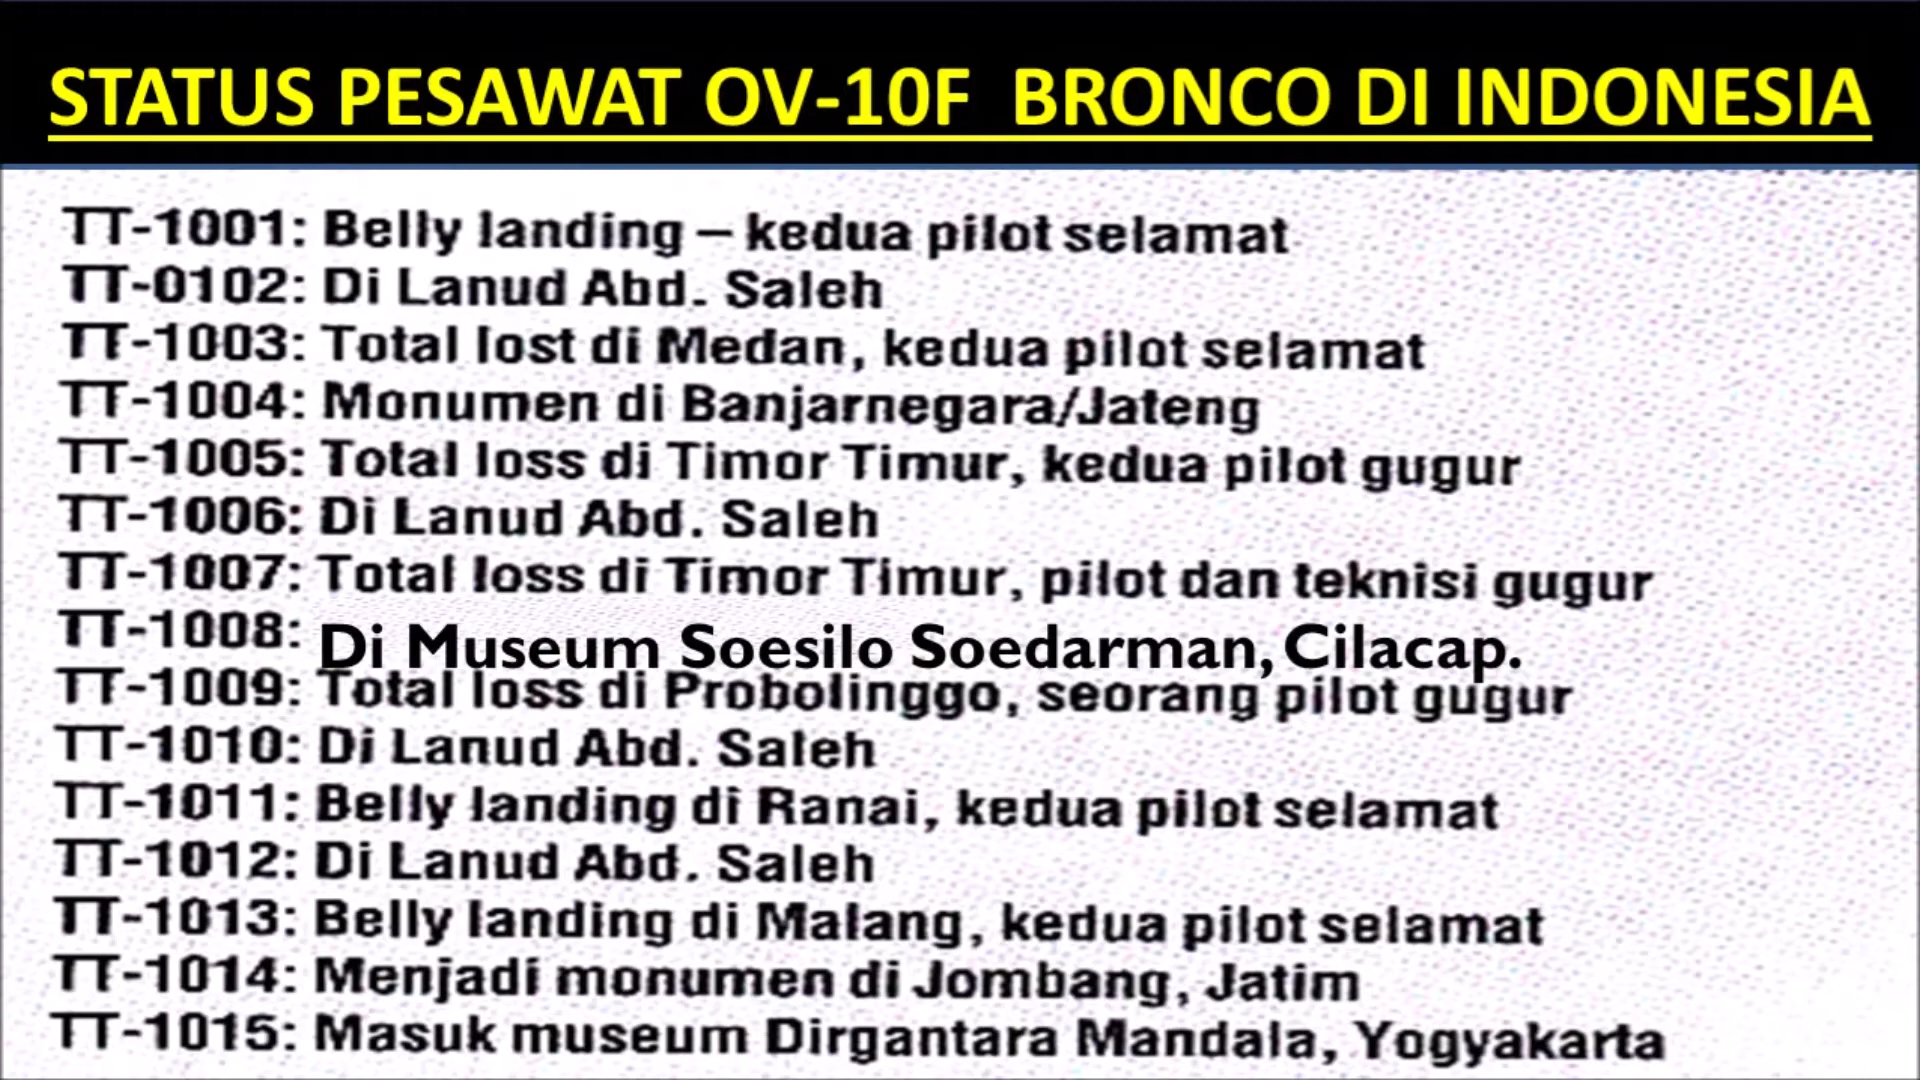 STATUS PESAWAT OV-10F BRONCO DI INDONESIA
TT-1001: Belly landing – kedua pilot selamat
TT-0102: Di Lanud Abd. Saleh
TT-1003: Total lost di Medan, kedua pilot selamat
TT-1004: Monumen di Banjarnegara/Jateng
TT-1005: Total loss di Timor Timur, kedua pilot gugur
TT-1006: Di Lanud Abd. Saleh
TT-1007: Total loss di Timor Timur, pilot dan teknisi gugur
TT-1008: Di Museum Soesilo Soedarman, Cilacap.
TT-1009: Total loss di Probolinggo, seorang pilot gugur
TT-1010: Di Lanud Abd. Saleh
TT-1011: Belly landing di Ranai, kedua pilot selamat
TT-1012: Di Lanud Abd. Saleh
TT-1013: Belly landing di Malang, kedua pilot selamat
TT-1014: Menjadi monumen di Jombang, Jatim
TT-1015: Masuk museum Dirgantara Mandala, Yogyakarta